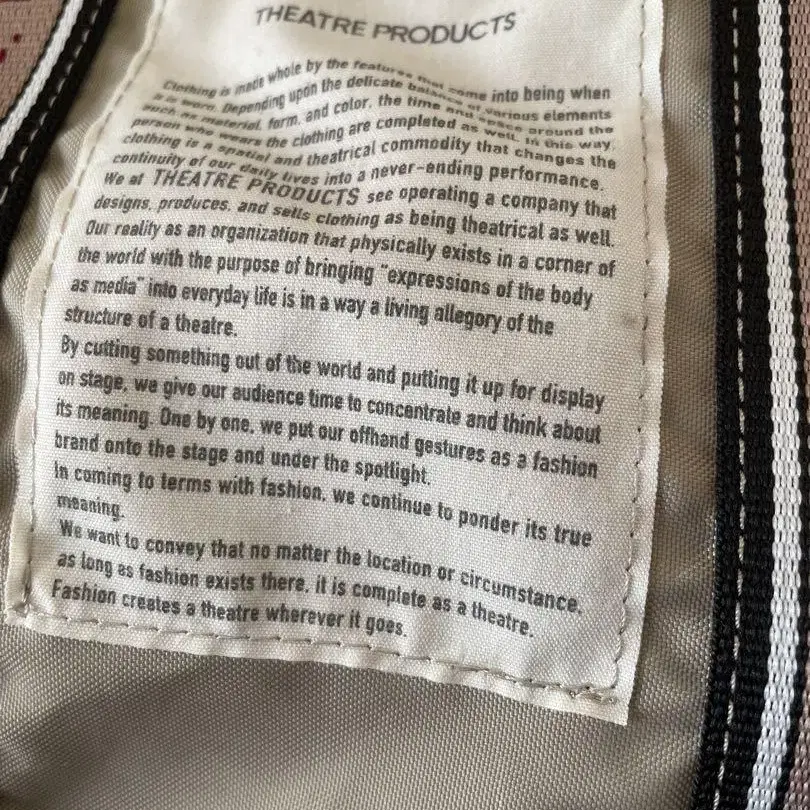 THEATRE PRODUCTS
Clothing is made whole by the features that come into being when
it is worn. Depending upon the delicate balance of various elements
such as material, form, and color, the time and space around the
person who wears the clothing are completed as well. In this way,
clothing is a spatial and theatrical commodity that changes the
continuity of our daily lives into a never-ending performance.
We at THEATRE PRODUCTS see operating a company that
designs, produces, and sells clothing as being theatrical as well.
Our reality as an organization that physically exists in a corner of
the world with the purpose of bringing "expressions of the body
as media" into everyday life is in a way a living allegory of the
structure of a theatre.
By cutting something out of the world and putting it up for display
on stage, we give our audience time to concentrate and think about
its meaning. One by one, we put our offhand gestures as a fashion
brand onto the stage and under the spotlight.
In coming to terms with fashion, we continue to ponder its true
meaning.
We want to convey that no matter the location or circumstance,
as long as fashion exists there, it is complete as a theatre.
Fashion creates a theatre wherever it goes.